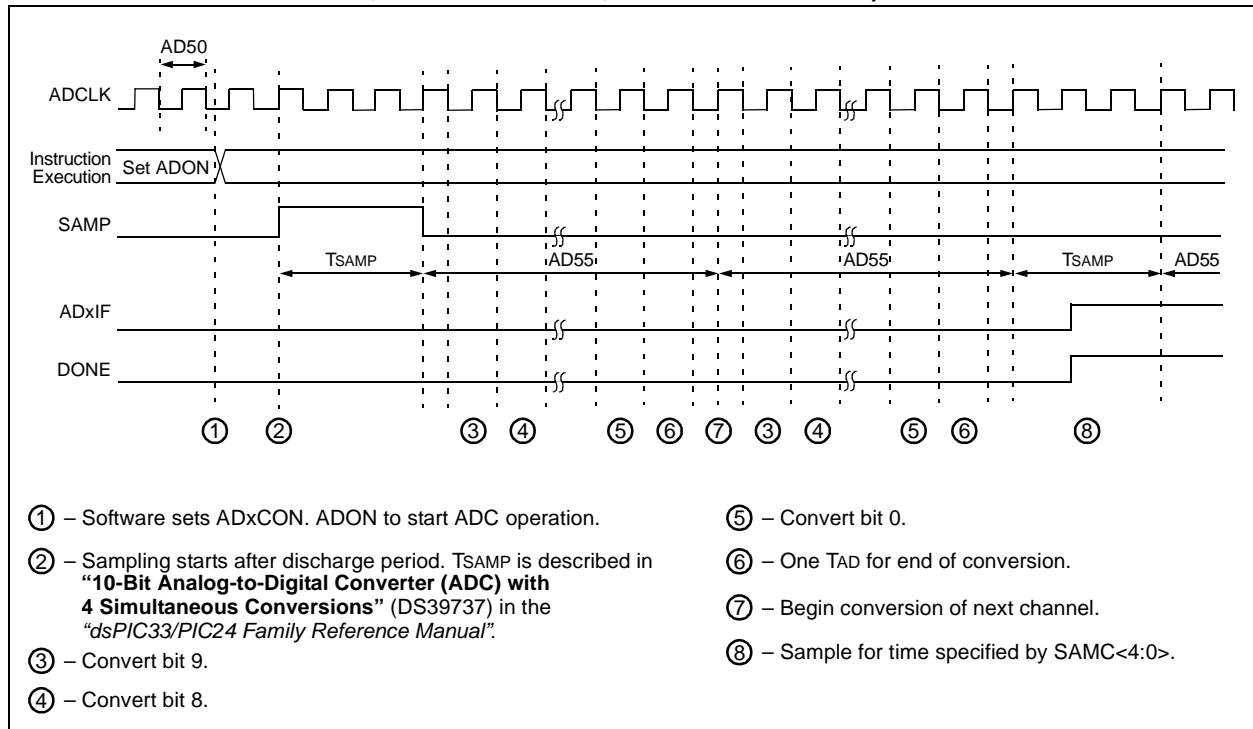 AD50
ADCLK
Instruction
Execution
Set ADON
SAMP
TSAMP
AD55
AD55
TSAMP
AD55
ADxIF
DONE
1
2
3
4
5
6
7
3
4
5
6
8
1 – Software sets ADxCON. ADON to start ADC operation.
2 – Sampling starts after discharge period. TSAMP is described in
“10-Bit Analog-to-Digital Converter (ADC) with
4 Simultaneous Conversions” (DS39737) in the
“dsPIC33/PIC24 Family Reference Manual”.
3 – Convert bit 9.
4 – Convert bit 8.
5 – Convert bit 0.
6 – One TAD for end of conversion.
7 – Begin conversion of next channel.
8 – Sample for time specified by SAMC<4:0>.